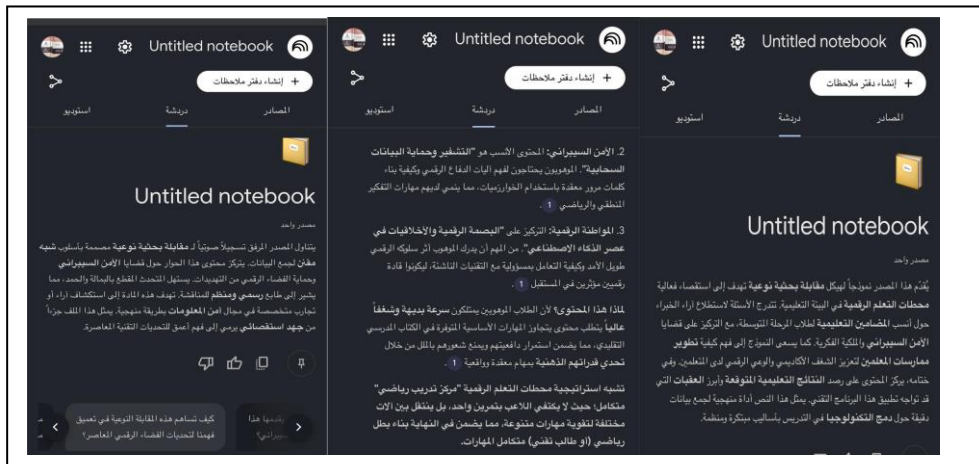 Untitled notebook
+ إنشاء دفتر ملاحظات
المصادر
دردشة
استوديو
Untitled notebook
مصدر واحد
يتناول المصدر المرفق تسجيلاً صوتياً لـ مقابلة بحثية نوعية مصممة بأسلوب شبه
مقنن لجمع البيانات. يتركز محتوى هذا الحوار حول قضايا الأمن السيبراني
وحماية الفضاء الرقمي من التهديدات. يستهل المتحدث المقطع بالبسملة والحمد، مما
يشير إلى طابع رسمي ومنظم للمناقشة. تهدف هذه المادة إلى استكشاف آراء أو
تجارب متخصصة في مجال أمن المعلومات بطريقة منهجية. يمثل هذا الملف جزءاً
من جهد استقصائي يرمي إلى فهم أعمق للتحديات التقنية المعاصرة.
كيف تساهم هذه المقابلة النوعية في تعميق
فهمنا لتحديات الفضاء الرقمي المعاصر؟
Untitled notebook
+ إنشاء دفتر ملاحظات
المصادر
دردشة
استوديو
2. الأمن السيبراني: المحتوى الأنسب هو "التشفير وحماية البيانات
السحابية". الموهوبون يحتاجون لفهم آليات الدفاع الرقمي وكيفية بناء
كلمات مرور معقدة باستخدام الخوارزميات، مما ينمي لديهم مهارات التفكير
المنطقي والرياضي 1 .
3. المواطنة الرقمية: التركيز على "البصمة الرقمية والأخلاقيات في
عصر الذكاء الاصطناعي". من المهم أن يدرك الموهوب أثر سلوكه الرقمي
طويل الأمد وكيفية التعامل بمسؤولية مع التقنيات الناشئة، ليكونوا قادة
رقميين مؤثرين في المستقبل 1 .
لماذا هذا المحتوى؟ لأن الطلاب الموهوبين يمتلكون سرعة بديهة وشغفاً
عالياً يتطلب محتوى يتجاوز المهارات الأساسية المتوفرة في الكتاب المدرسي
التقليدي، مما يضمن استمرار دافعيتهم ويمنع شعورهم بالملل من خلال
تحدي قدراتهم الذهنية بمهام معقدة وواقعية 1 .
تشبه استراتيجية محطات التعلم الرقمية "مركز تدريب رياضي"
متكامل؛ حيث لا يكتفي اللاعب بتمرين واحد، بل ينتقل بين آلات
مختلفة لتقوية مهارات متنوعة، مما يضمن في النهاية بناء بطل
رياضي (أو طالب تقني) متكامل المهارات.
Untitled notebook
+ إنشاء دفتر ملاحظات
المصادر
دردشة
استوديو
Untitled notebook
مصدر واحد
يُقدّم هذا المصدر نموذجاً لهيكل مقابلة بحثية نوعية تهدف إلى استقصاء فعالية
محطات التعلم الرقمية في البيئة التعليمية. تتدرج الأسئلة لاستطلاع آراء الخبراء
حول أنسب المضامين التعليمية لطلاب المرحلة المتوسطة، مع التركيز على قضايا
الأمن السيبراني والملكية الفكرية. كما يسعى النموذج إلى فهم كيفية تطوير
ممارسات المعلمين لتعزيز الشغف الأكاديمي والوعي الرقمي لدى المتعلمين. وفي
ختامه، يركز المحتوى على رصد النتائج التعليمية المتوقعة وأبرز العقبات التي
قد تواجه تطبيق هذا البرنامج التقني. يمثل هذا النص أداة منهجية لجمع بيانات
دقيقة حول دمج التكنولوجيا في التدريس بأساليب مبتكرة ومنظمة.